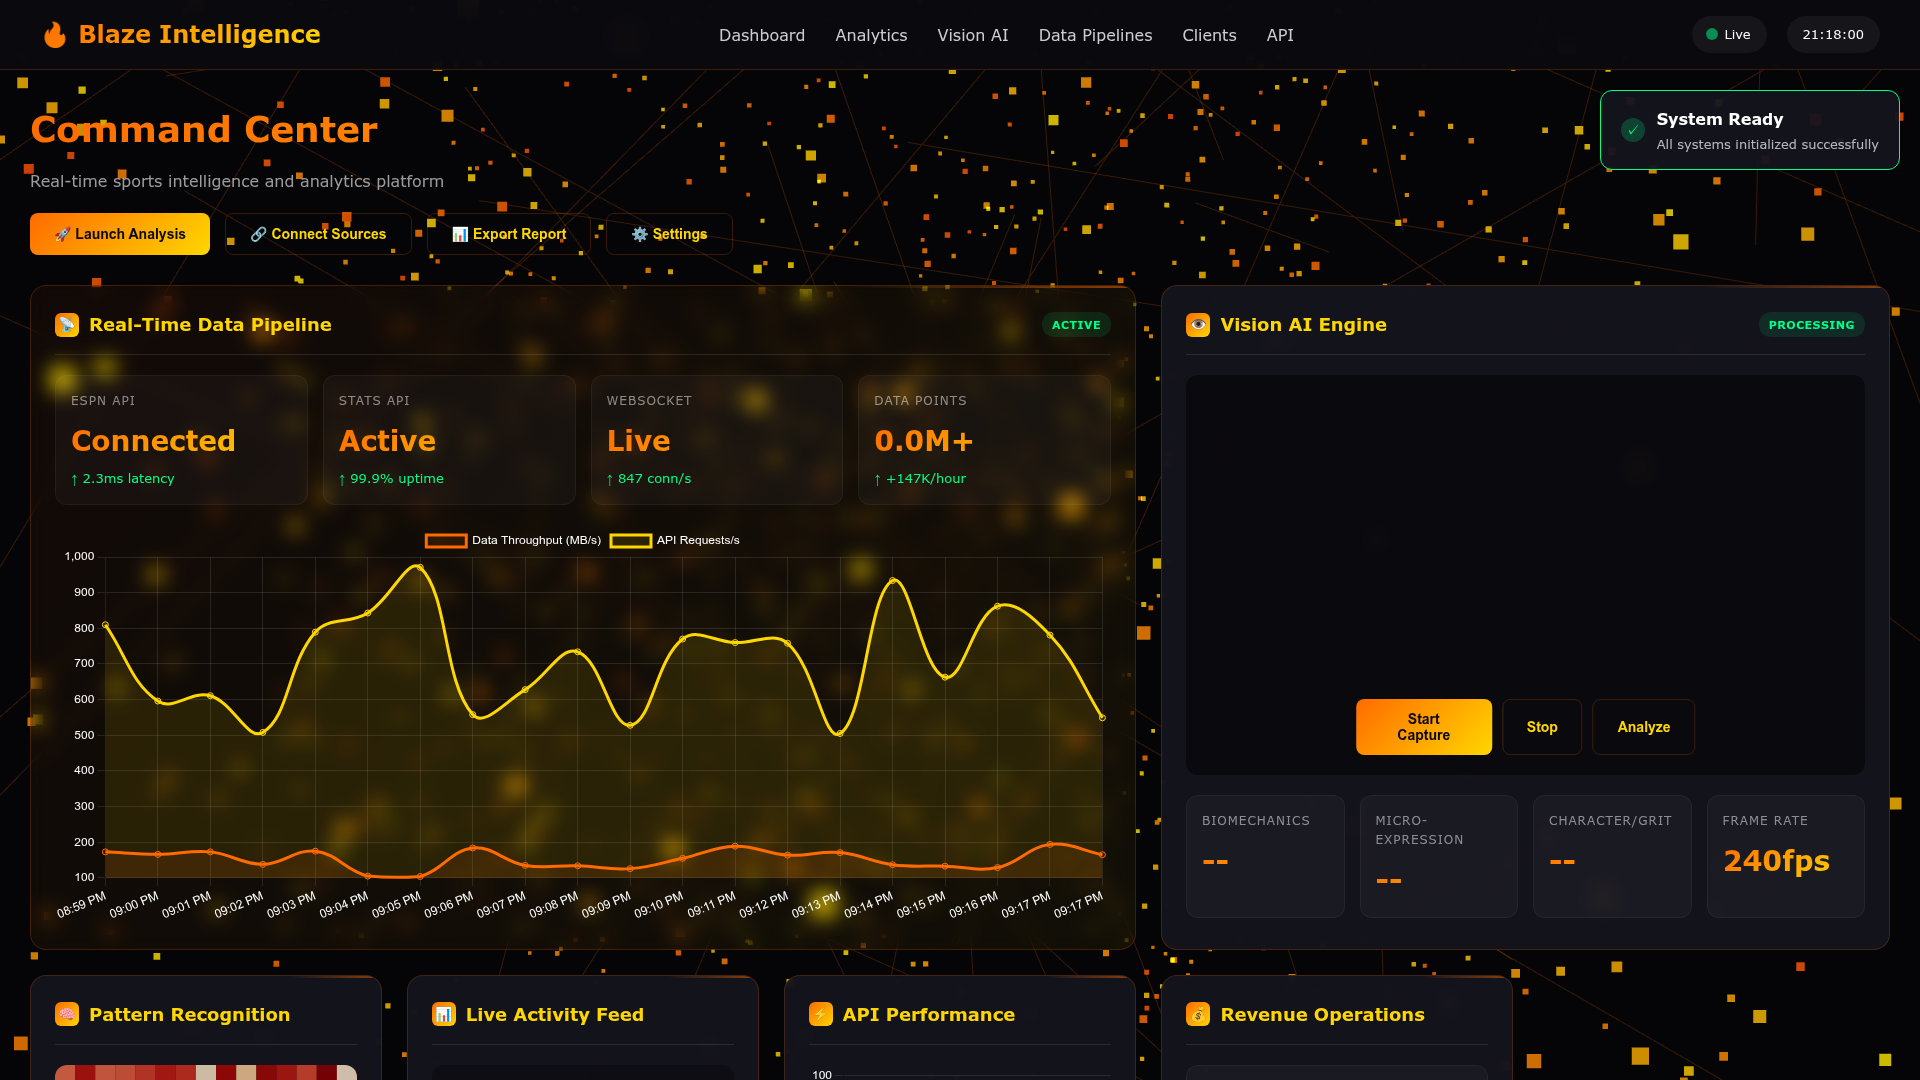 🔥 Blaze Intelligence
Dashboard Analytics Vision AI Data Pipelines Clients API
Live
21:18:00
Command Center
Real-time sports intelligence and analytics platform
🚀 Launch Analysis
🔗 Connect Sources
📊 Export Report
⚙️ Settings
✓ System Ready
All systems initialized successfully
📡 Real-Time Data Pipeline
ACTIVE
ESPN API
Connected
↑ 2.3ms latency
STATS API
Active
↑ 99.9% uptime
WEBSOCKET
Live
↑ 847 conn/s
DATA POINTS
0.0M+
↑ +147K/hour
Data Throughput (MB/s) API Requests/s
1,000
900
800
700
600
500
400
300
200
100
08:59 PM 09:00 PM 09:01 PM 09:02 PM 09:03 PM 09:04 PM 09:05 PM 09:06 PM 09:07 PM 09:08 PM 09:09 PM 09:10 PM 09:11 PM 09:12 PM 09:13 PM 09:14 PM 09:15 PM 09:16 PM 09:17 PM 09:17 PM
👁️ Vision AI Engine
PROCESSING
Start
Capture
Stop
Analyze
BIOMECHANICS
--
MICRO-
EXPRESSION
--
CHARACTER/GRIT
--
FRAME RATE
240fps
🧠 Pattern Recognition
📊 Live Activity Feed
⚡ API Performance
100
💰 Revenue Operations